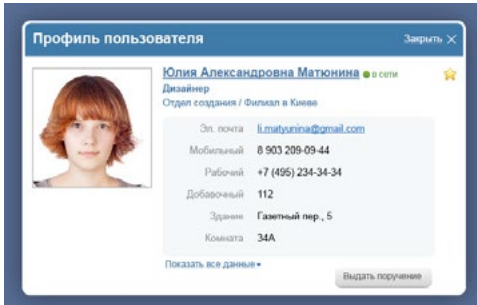 Профиль пользователя
Закрыть
Юлия Александровна Матюнина в сети
Дизайнер
Отдел создания / Филиал в Киеве
Эл. почта li.matyunina@gmail.com
Мобильный 8 903 209-09-44
Рабочий +7 (495) 234-34-34
Добавочный 112
Здание Газетный пер., 5
Комната 34А
Показать все данные
Выдать поручение